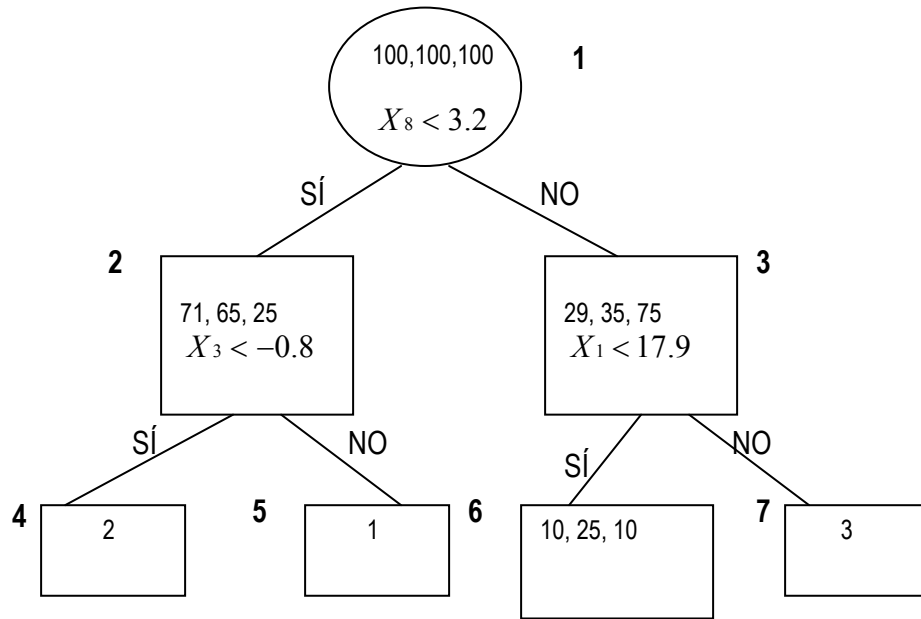 100,100,100 1
X₈ < 3.2
SÍ NO
2 3
71, 65, 25 29, 35, 75
X₃ < −0.8 X₁ < 17.9
SÍ NO SÍ NO
4 2 5 1 6 10, 25, 10 7 3